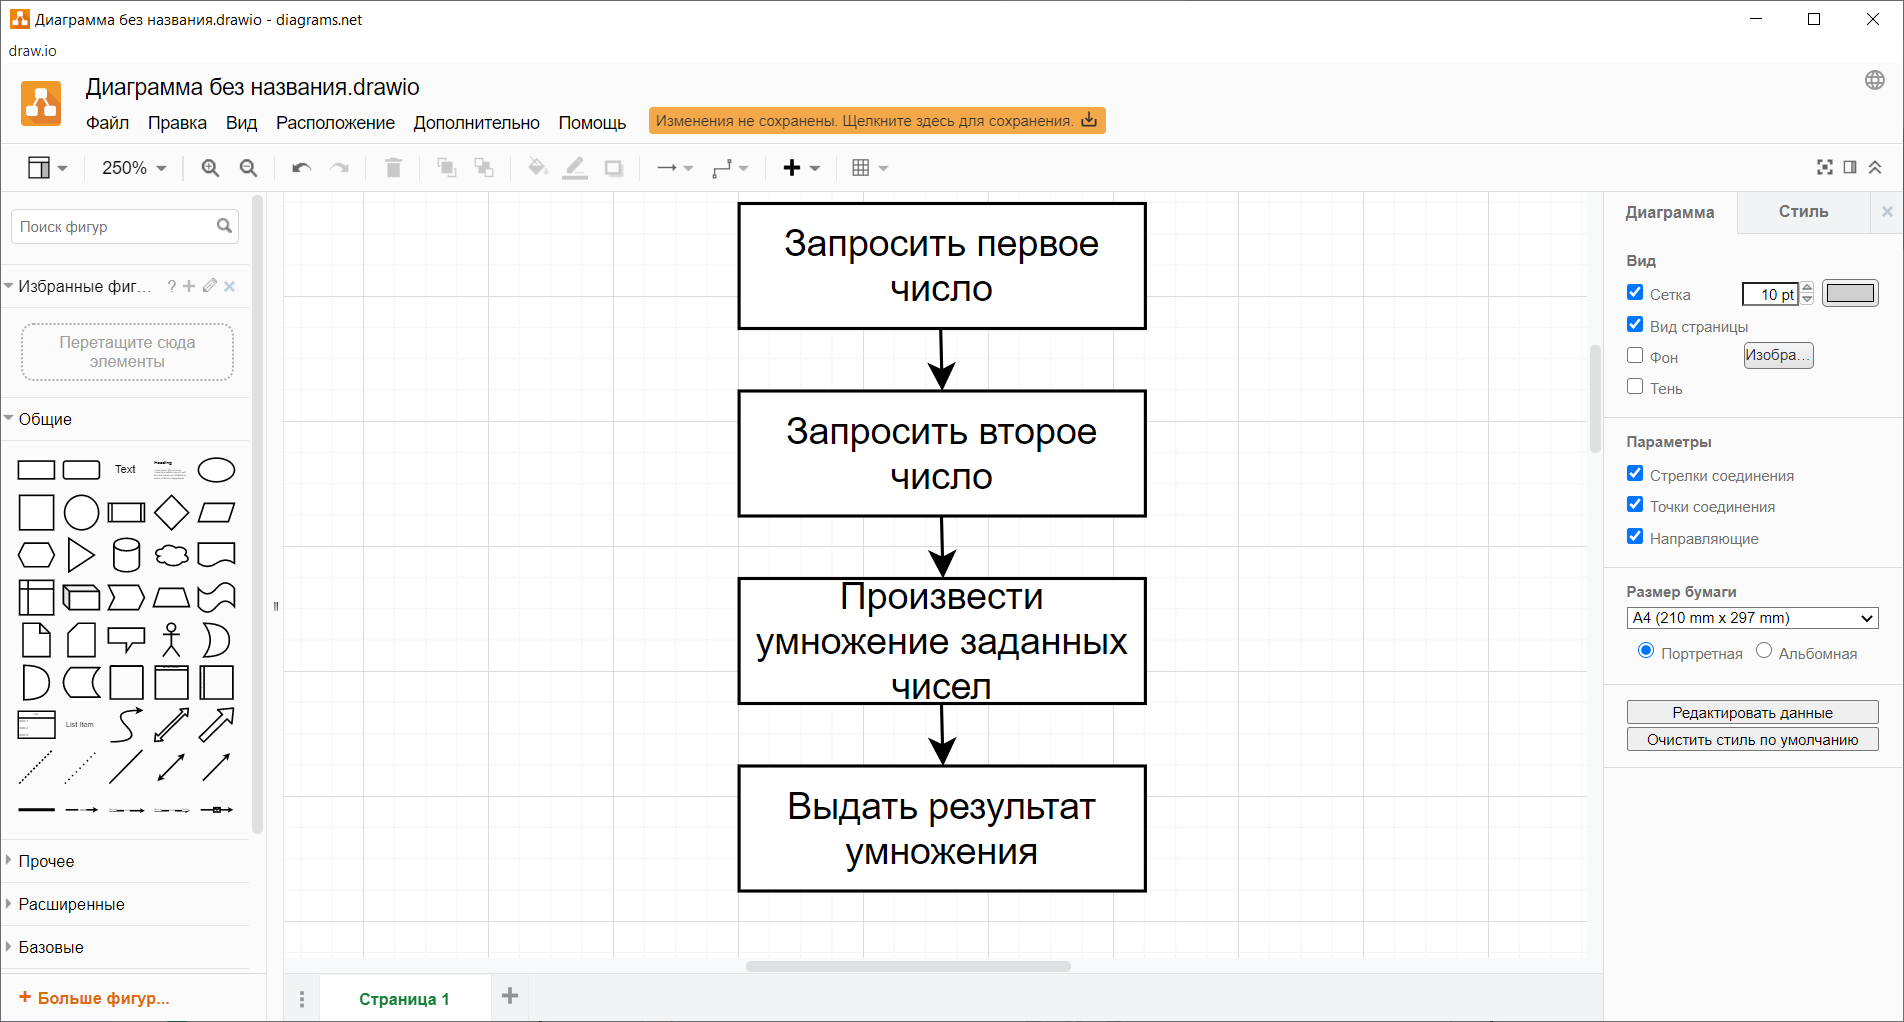 Диаграмма без названия.drawio - diagrams.net
draw.io
Диаграмма без названия.drawio
Файл Правка Вид Расположение Дополнительно Помощь
Изменения не сохранены. Щелкните здесь для сохранения.
250%
Поиск фигур
Избранные фиг... ?
Перетащите сюда
элементы
Общие
Text
Heading
List Item
Прочее
Расширенные
Базовые
+ Больше фигур...
Запросить первое
число
Запросить второе
число
Произвести
умножение заданных
чисел
Выдать результат
умножения
Страница 1
Диаграмма Стиль
Вид
Сетка 10 pt
Вид страницы
Фон Изобра...
Тень
Параметры
Стрелки соединения
Точки соединения
Направляющие
Размер бумаги
A4 (210 mm x 297 mm)
Портретная Альбомная
Редактировать данные
Очистить стиль по умолчанию